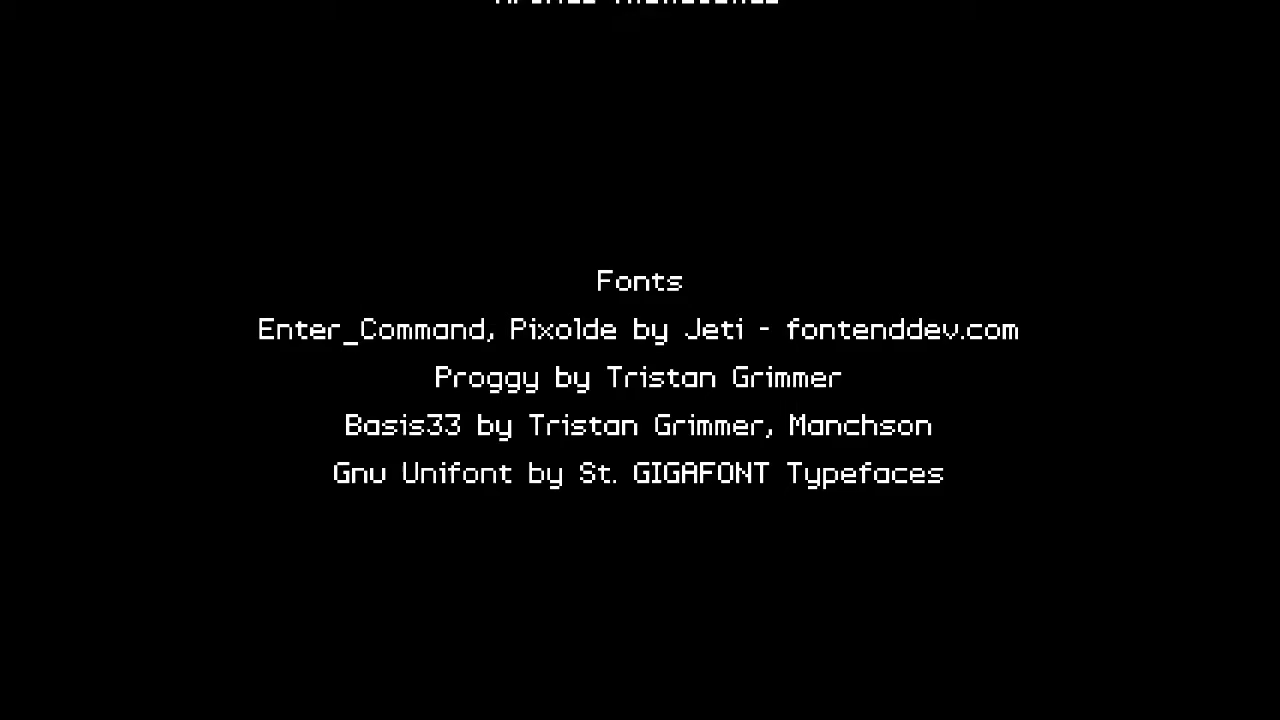 Fonts
Enter_Command, Pixolde by Jeti - fontenddev.com
Proggy by Tristan Grimmer
Basis33 by Tristan Grimmer, Manchson
Gnu Unifont by St. GIGAFONT Typefaces